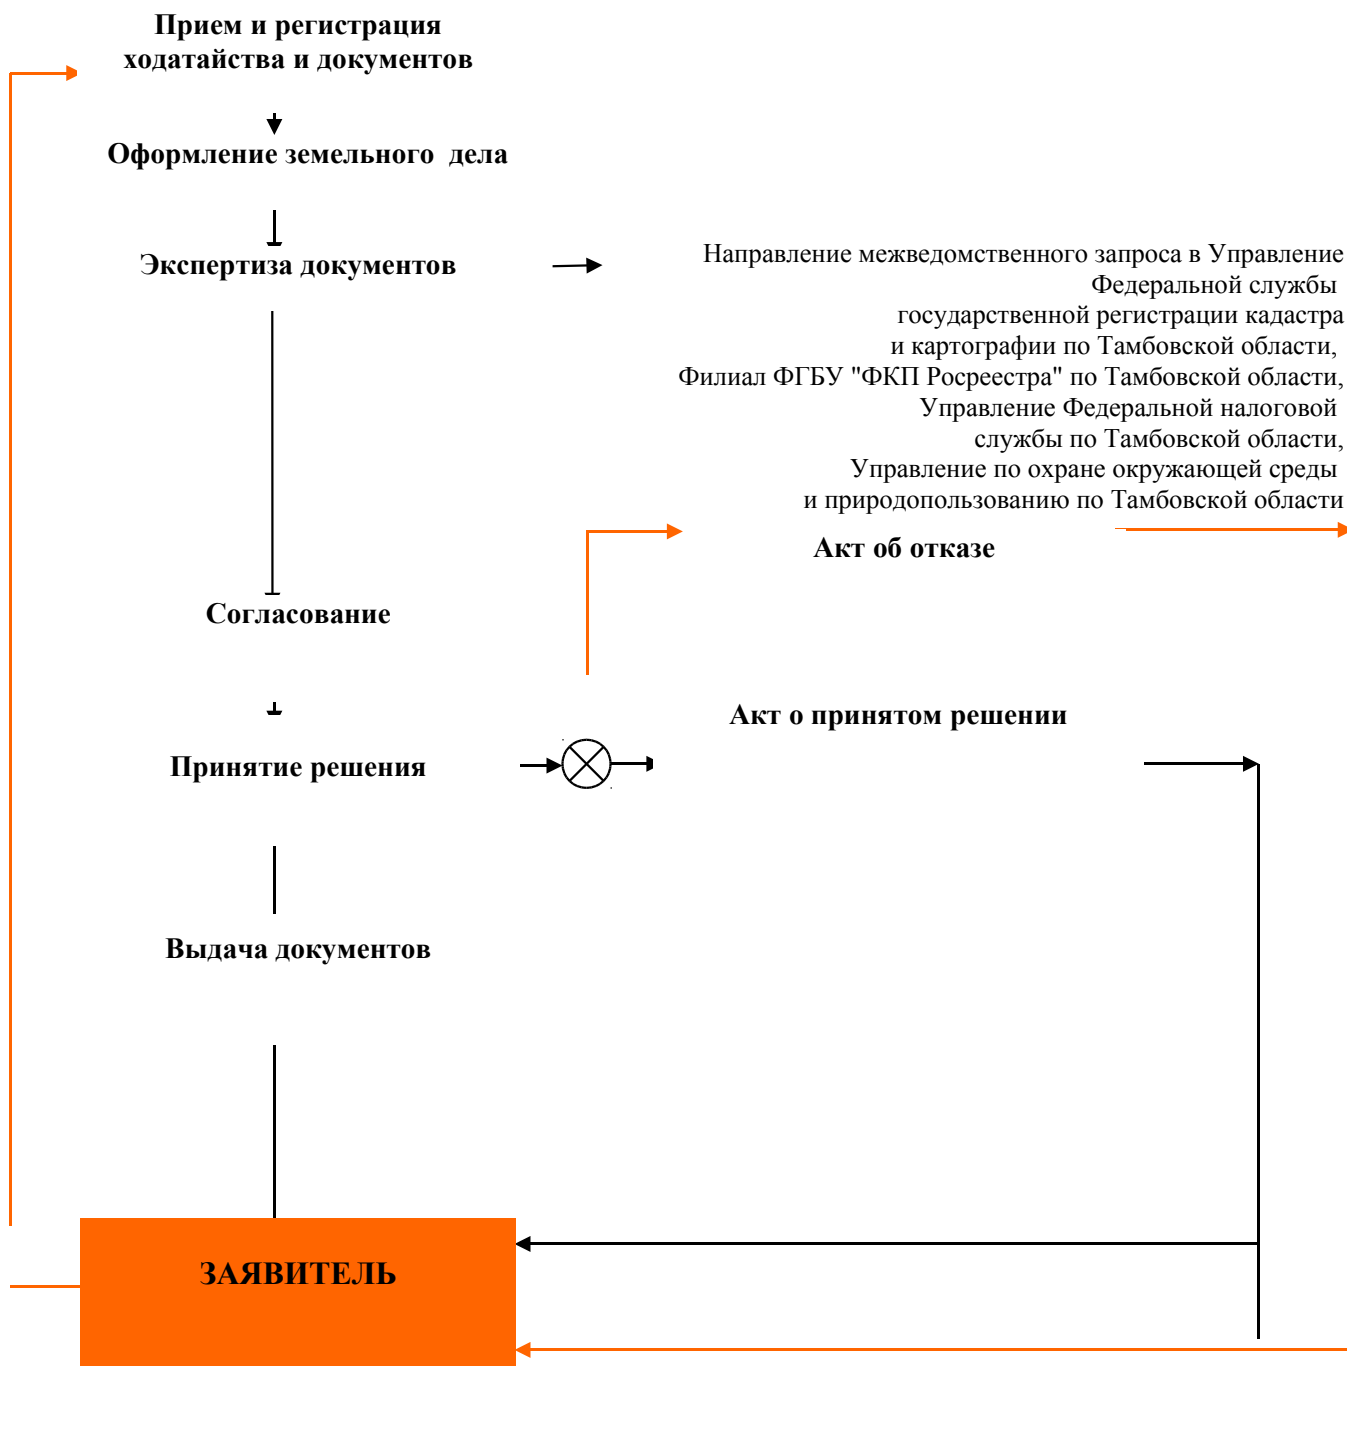 Прием и регистрация
ходатайства и документов
Оформление земельного  дела
Экспертиза документов
Направление межведомственного запроса в Управление
Федеральной службы
государственной регистрации кадастра
и картографии по Тамбовской области,
Филиал ФГБУ "ФКП Росреестра" по Тамбовской области,
Управление Федеральной налоговой
службы по Тамбовской области,
Управление по охране окружающей среды
и природопользованию по Тамбовской области
Акт об отказе
Согласование
Акт о принятом решении
Принятие решения
Выдача документов
ЗАЯВИТЕЛЬ